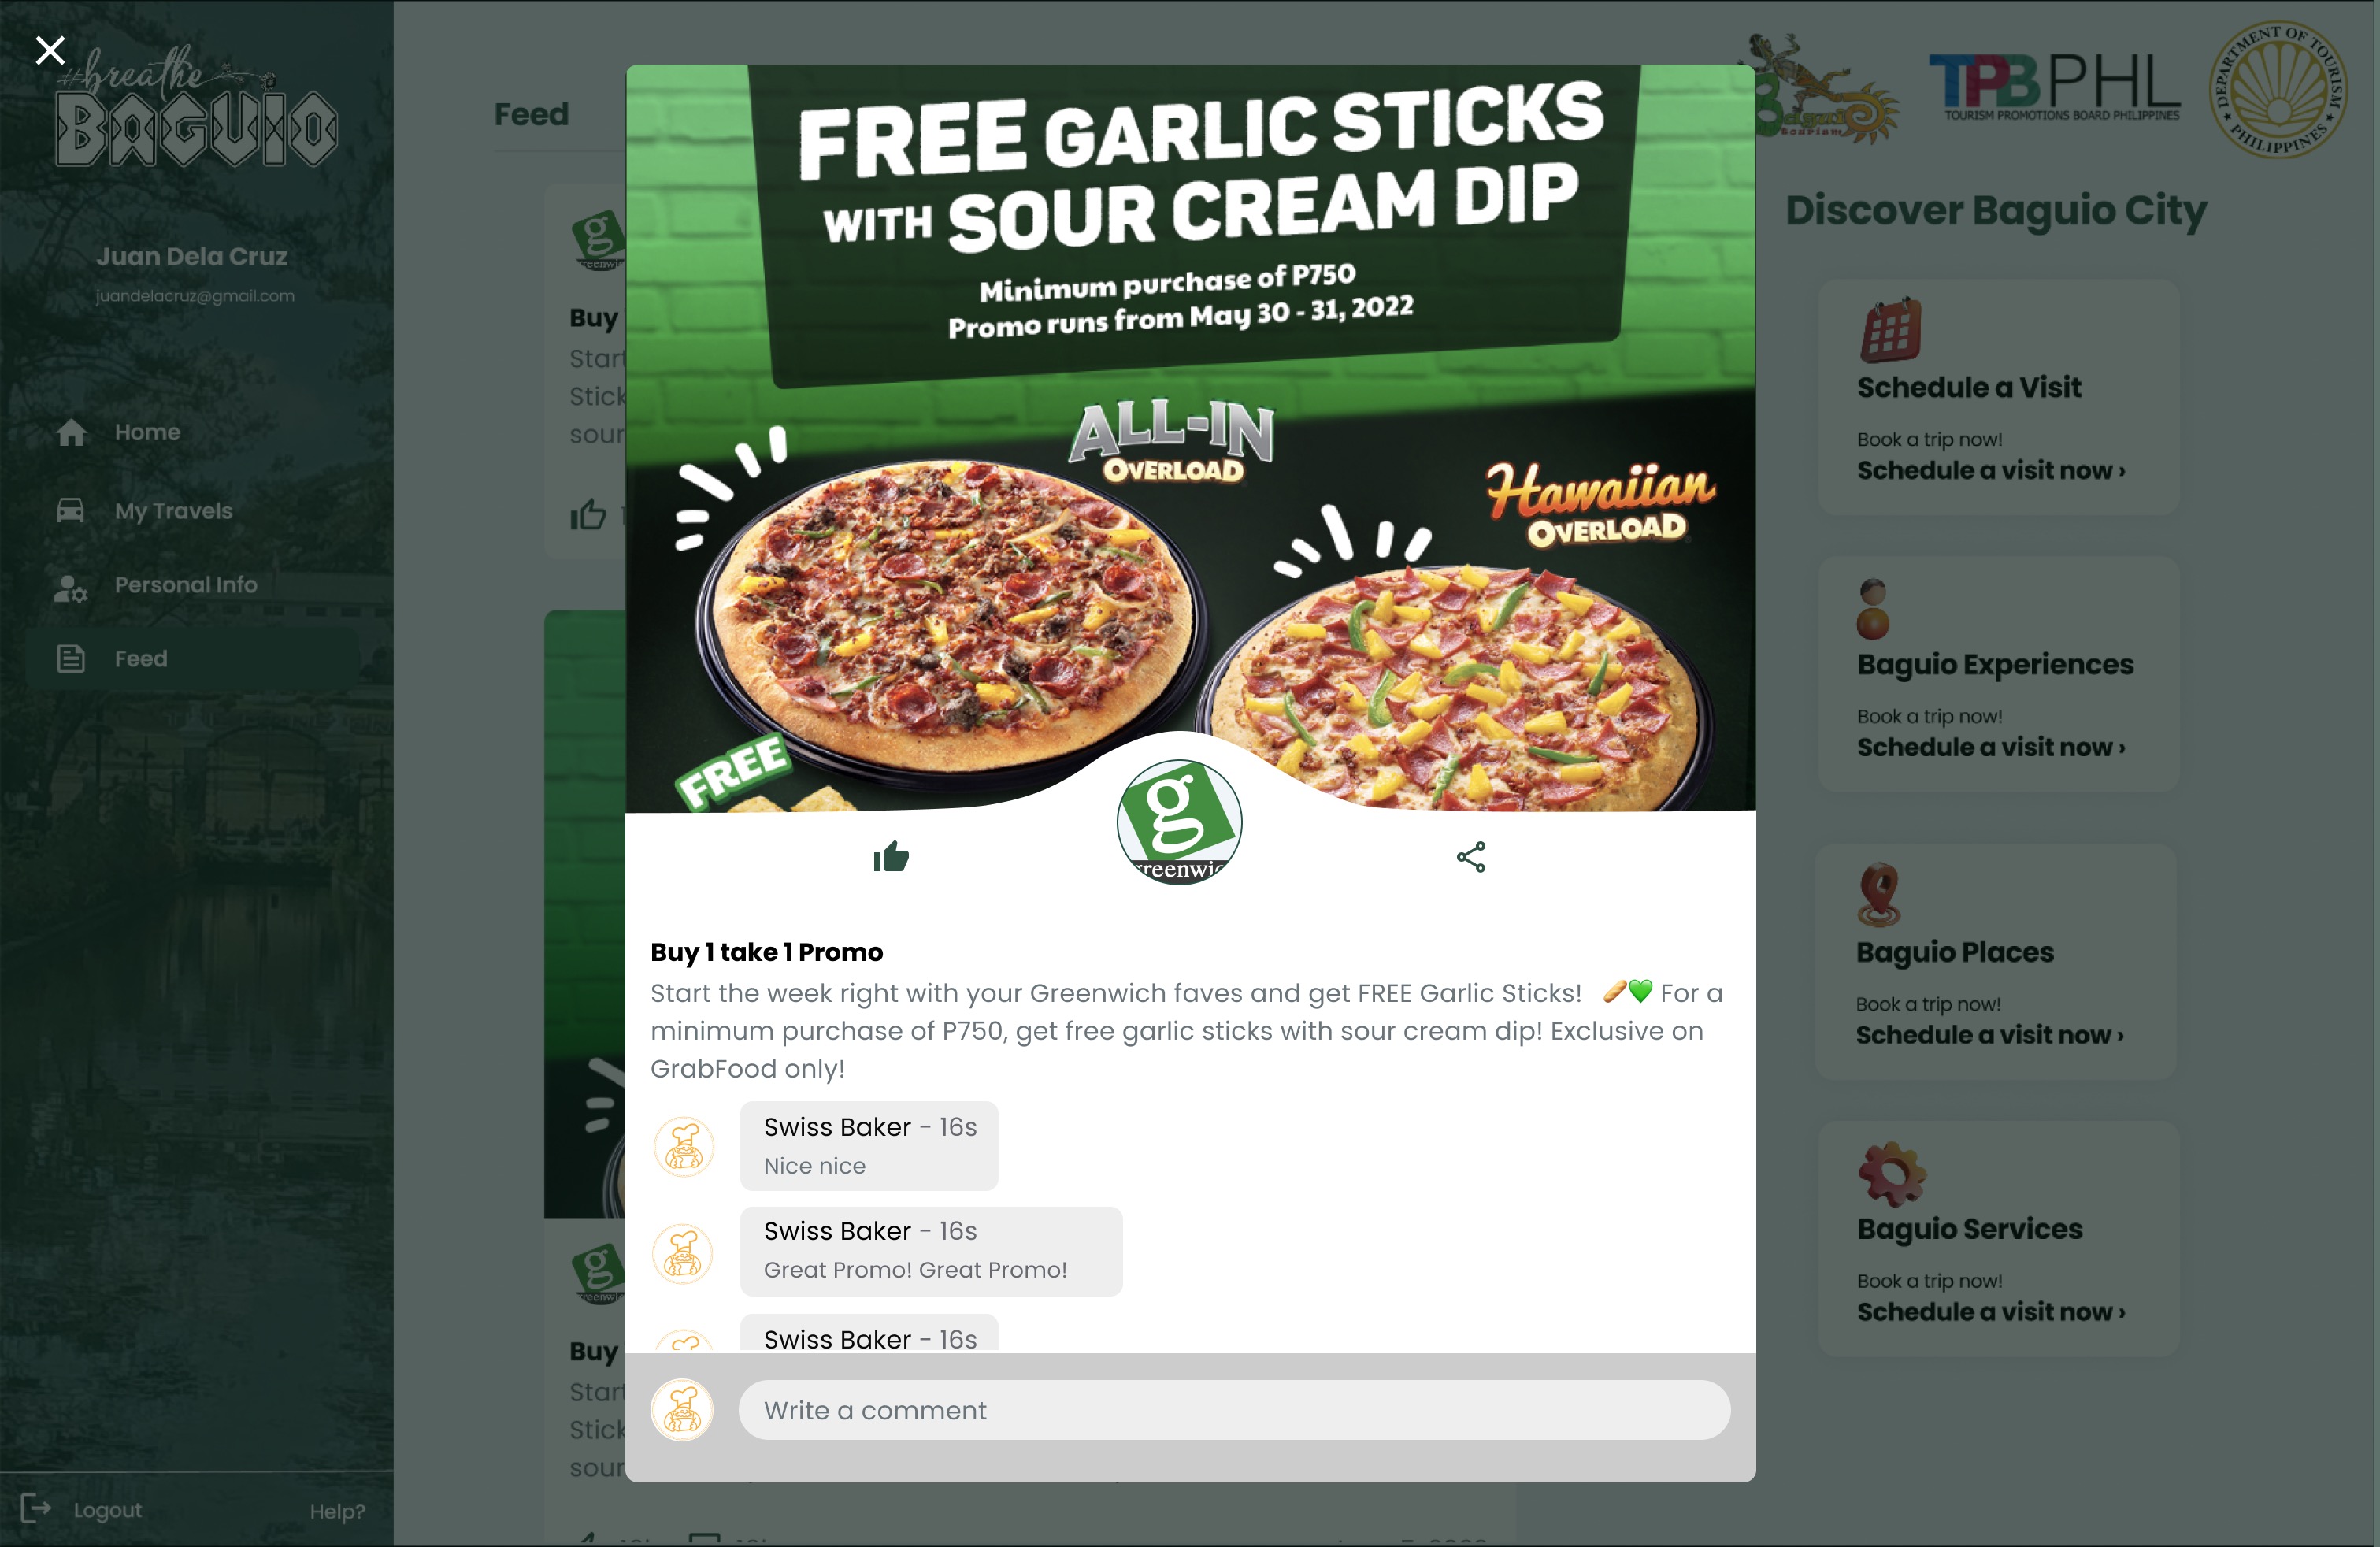 #breathe
BAGUIO
Juan Dela Cruz
juandelacruz@gmail.com
Home
My Travels
Personal Info
Feed
Logout
Help?
Feed
greenwic
Buy
Start
Stick
sour
greenwic
Buy
Start
Stick
sour
FREE GARLIC STICKS
WITH SOUR CREAM DIP
Minimum purchase of P750
Promo runs from May 30 - 31, 2022
ALL-IN
OVERLOAD
Hawaiian
OVERLOAD
FREE
g
reenwic
Buy 1 take 1 Promo
Start the week right with your Greenwich faves and get FREE Garlic Sticks! 🥖💚 For a
minimum purchase of P750, get free garlic sticks with sour cream dip! Exclusive on
GrabFood only!
Swiss Baker - 16s
Nice nice
Swiss Baker - 16s
Great Promo! Great Promo!
Swiss Baker - 16s
Write a comment
TPB PHL
TOURISM PROMOTIONS BOARD PHILIPPINES
DEPARTMENT OF TOURISM
PHILIPPINES
Discover Baguio City
Schedule a Visit
Book a trip now!
Schedule a visit now ›
Baguio Experiences
Book a trip now!
Schedule a visit now ›
Baguio Places
Book a trip now!
Schedule a visit now ›
Baguio Services
Book a trip now!
Schedule a visit now ›